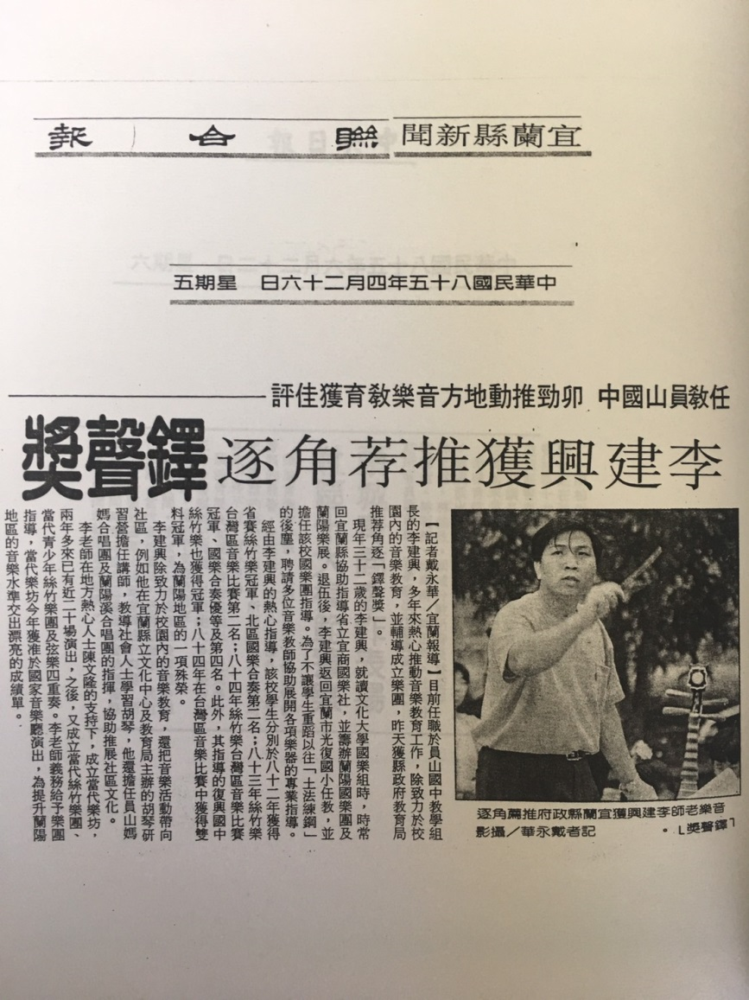 宜蘭縣新聞
聯合報
中華民國八十五年四月二十六日　星期五
任教員山國中　卯勁推動地方音樂教育獲佳評
李建興獲推荐角逐鐸聲獎
【記者戴永華／宜蘭報導】目前任職於員山國中教學組
長的李建興，多年來熱心推動音樂教育工作，除致力於校
園內的音樂教育，並輔導成立樂團，昨天獲縣政府教育局
推荐角逐「鐸聲獎」。
現年三十二歲的李建興，就讀文化大學國樂組時，時常
回宜蘭縣協助指導省立宜商國樂社，並籌辦蘭陽國樂團及
蘭陽樂展。退伍後，李建興返回宜蘭市光復國小任教，並
擔任該校國樂團指導。為了不讓學生重蹈以往「土法練鋼」
的後塵，聘請多位音樂教師協助展開各項樂器的專業指導。
經由李建興的熱心指導，該校學生分別於八十二年獲得
省賽絲竹樂冠軍、北區國樂合奏第二名；八十三年絲竹樂
台灣區音樂比賽第二名；八十四年絲竹樂台灣區音樂比賽
冠軍、國樂合奏優等及第四名。此外，其指導的復興國中
絲竹樂也獲得冠軍；八十四年在台灣區音樂比賽中獲得雙
料冠軍，為蘭陽地區的一項殊榮。
李建興除致力於校園內的音樂教育，還把音樂活動帶向
社區，例如他在宜蘭縣立文化中心及教育局主辦的胡琴研
習營擔任講師，教導社會人士學習胡琴，他還擔任員山媽
媽合唱團及蘭陽溪合唱團的指揮，協助推展社區文化。
李老師在地方熱心人士陳文隆的支持下，成立當代樂坊，
兩年多來已有近二十場演出，之後，又成立當代絲竹樂團、
當代青少年絲竹樂團及弦樂四重奏。李老師義務給予樂團
指導，當代樂坊今年獲准於國家音樂廳演出，為提升蘭陽
地區的音樂水準交出漂亮的成績單。
音樂老師李建興獲宜蘭縣政府推薦角逐
「鐸聲獎」。　　　記者戴永華／攝影